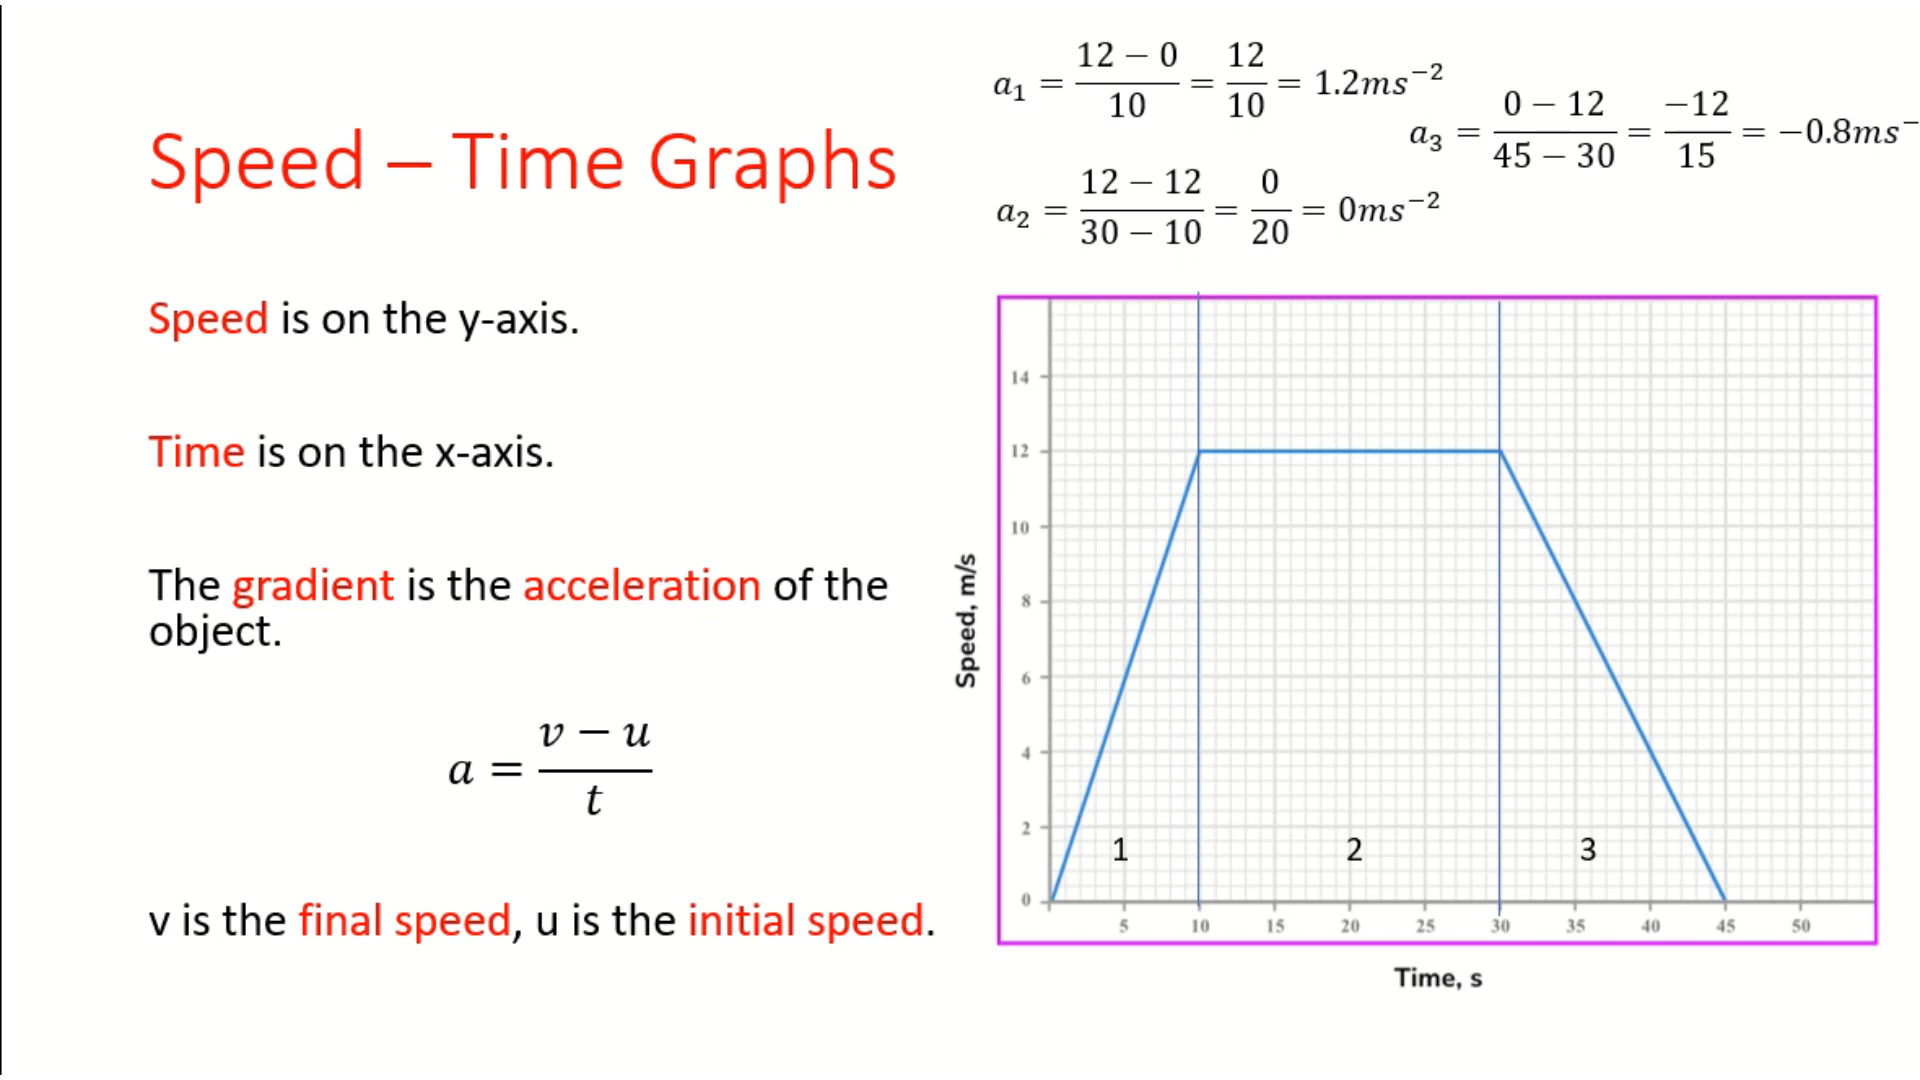 Speed – Time Graphs
Speed is on the y-axis.
Time is on the x-axis.
The gradient is the acceleration of the
object.
a = (v − u)/t
v is the final speed, u is the initial speed.
a₁ = (12 − 0)/10 = 12/10 = 1.2ms⁻²
a₂ = (12 − 12)/(30 − 10) = 0/20 = 0ms⁻²
a₃ = (0 − 12)/(45 − 30) = −12/15 = −0.8ms⁻
Speed, m/s
14
12
10
8
6
4
2
0
1 2 3
5 10 15 20 25 30 35 40 45 50
Time, s